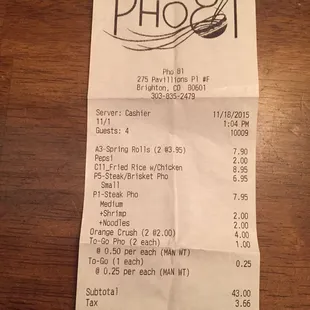 PHO81
Pho 81
275 Pavillions Pl #F
Brighton, CO 80601
303-835-2479
Server: Cashier 11/18/2015
11/1 1:04 PM
Guests: 4 10009
A3-Spring Rolls (2 @3.95) 7.90
Pepsi 2.00
C11_Fried Rice w/Chicken 8.95
P5-Steak/Brisket Pho 6.95
Small
P1-Steak Pho 7.95
Medium
+Shrimp 2.00
+Noodles 2.00
Orange Crush (2 @2.00) 4.00
To-Go Pho (2 each) 1.00
@ 0.50 per each (MAN WT)
To-Go (1 each) 0.25
@ 0.25 per each (MAN WT)
Subtotal 43.00
Tax 3.66